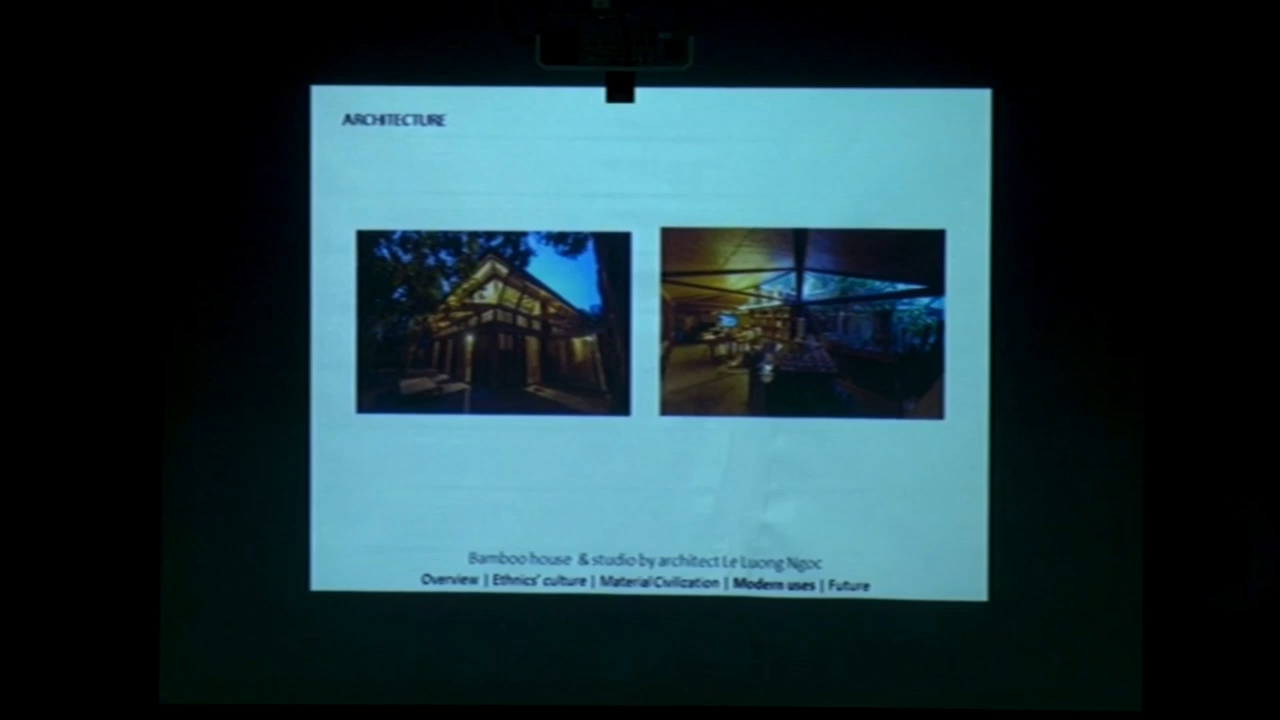 ARCHITECTURE
Bamboo house & studio by architect Le Luong Ngoc
Overview | Ethnics' culture | Material Civilization | Modern uses | Future